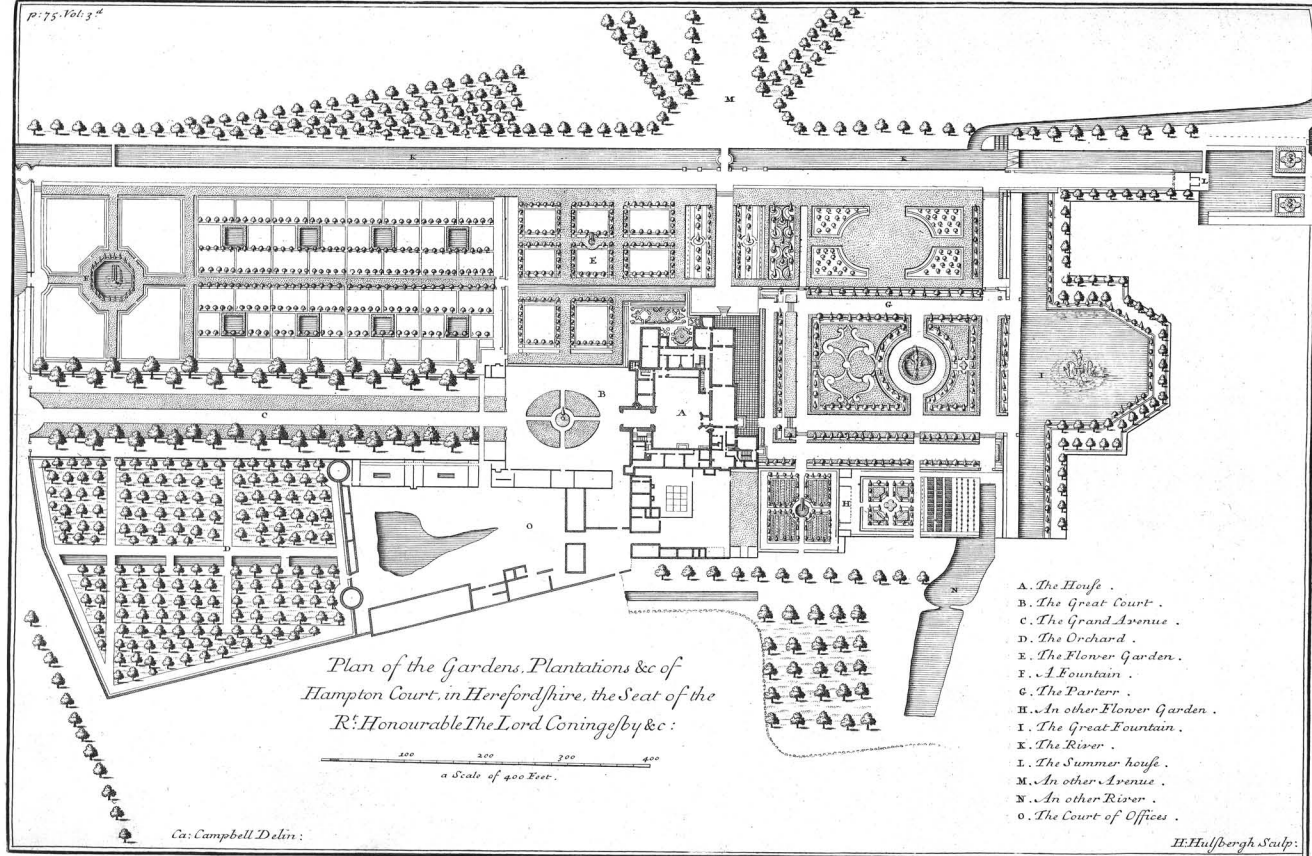 p: 75. Vol: 3.d
M
K K
L
E
G
I
B
A
C
H
O
D
N
A. The Houſe .
B. The Great Court .
C. The Grand Avenue .
D. The Orchard .
E. The Flower Garden .
F. A Fountain .
G. The Parterr .
H. An other Flower Garden .
I. The Great Fountain .
K. The River .
L. The Summer houſe .
M. An other Avenue .
N. An other River .
O. The Court of Offices .
Plan of the Gardens, Plantations &c of
Hampton Court, in Herefordſhire, the Seat of the
Rt. Honourable The Lord Coningeſby &c:
100 200 300 400
a Scale of 400 Feet .
Ca: Campbell Delin:
H: Hulſbergh Sculp: